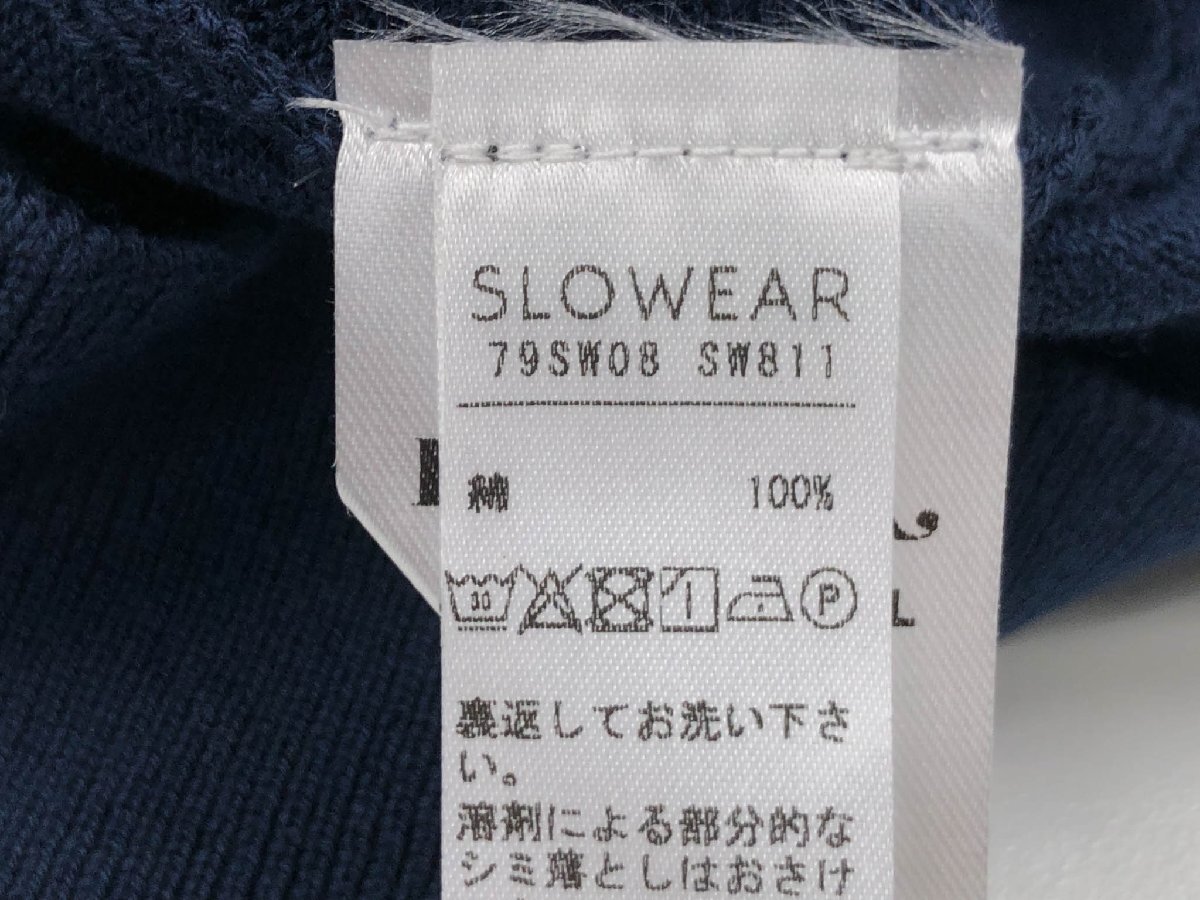 SLOWEAR
79SW08 SW811
綿 100%
30
P
裏返してお洗い下さ
い。
溶剤による部分的な
シミ落としはおさけ
L